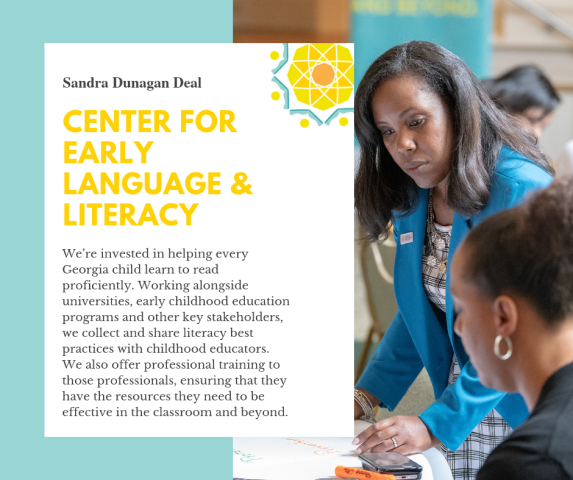 Sandra Dunagan Deal
CENTER FOR
EARLY
LANGUAGE &
LITERACY
We're invested in helping every
Georgia child learn to read
proficiently. Working alongside
universities, early childhood education
programs and other key stakeholders,
we collect and share literacy best
practices with childhood educators.
We also offer professional training to
those professionals, ensuring that they
have the resources they need to be
effective in the classroom and beyond.
AND BEYOND